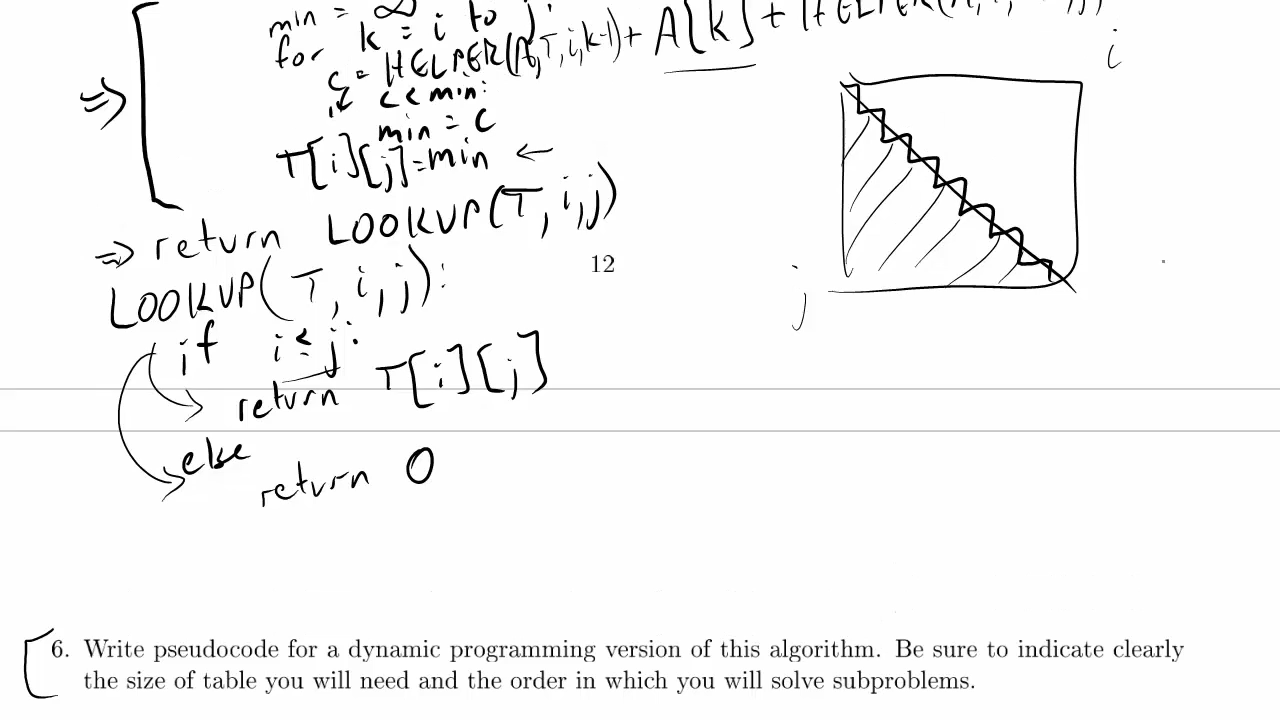 min = ∞
for k = i to j:
c = HELPER(A,T,i,k-1) + A[k] + HELPER(
if c < min:
min = c
T[i][j]=min ←
⇒ return LOOKUP(T, i,j)
12
LOOKUP(T, i,j):
if i ≤ j:
return T[i][j]
else
return 0
i
j
6. Write pseudocode for a dynamic programming version of this algorithm. Be sure to indicate clearly
the size of table you will need and the order in which you will solve subproblems.